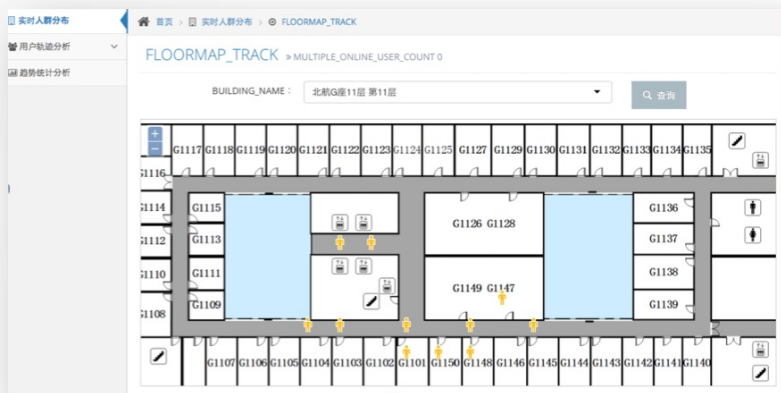 实时人群分布
用户轨迹分析
趋势统计分析
首页 > 实时人群分布 > FLOORMAP_TRACK
FLOORMAP_TRACK » MULTIPLE_ONLINE_USER_COUNT 0
BUILDING_NAME： 北航G座11层 第11层 查询
+
−
G1117 G1118 G1119 G1120 G1121 G1122 G1123 G1124 G1125 G1127 G1129 G1130 G1131 G1132 G1133 G1134 G1135
G1116
G1114 G1115 G1126 G1128 G1136
G1112 G1113 G1137
G1110 G1111 G1138
G1149 G1147
G1108 G1109 G1139
G1107 G1106 G1105 G1104 G1103 G1102 G1101 G1150 G1148 G1146 G1145 G1144 G1143 G1142 G1141 G1140